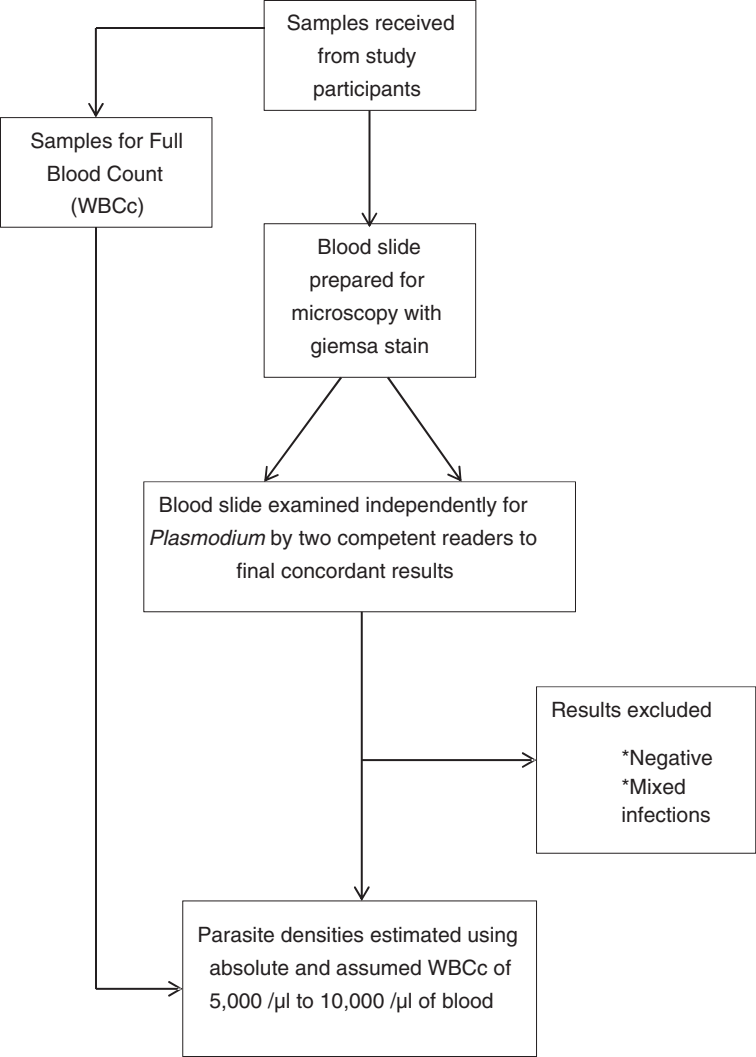 Samples received
from study
participants
Samples for Full
Blood Count
(WBCc)
Blood slide
prepared for
microscopy with
giemsa stain
Blood slide examined independently for
Plasmodium by two competent readers to
final concordant results
Results excluded
*Negative
*Mixed
infections
Parasite densities estimated using
absolute and assumed WBCc of
5,000 /µl to 10,000 /µl of blood